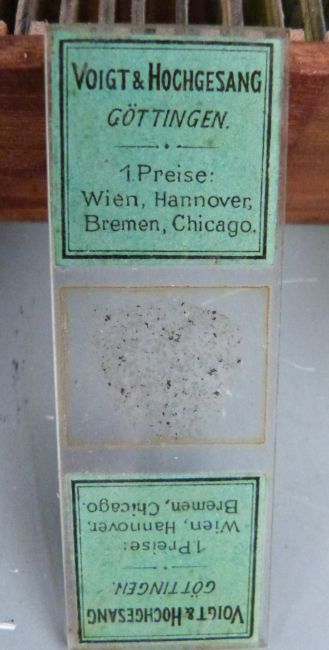 VOIGT & HOCHGESANG
GÖTTINGEN.
1. Preise:
Wien, Hannover,
Bremen, Chicago.
VOIGT & HOCHGESANG
GÖTTINGEN.
1. Preise:
Wien, Hannover,
Bremen, Chicago.